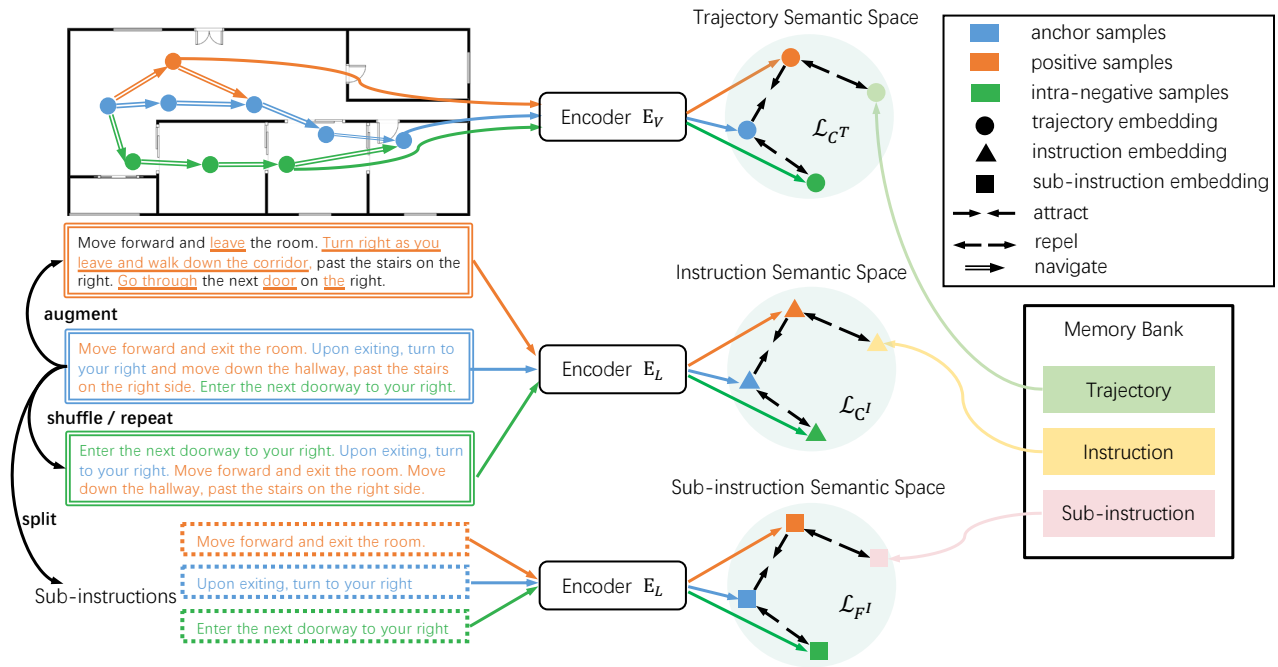 Trajectory Semantic Space
Encoder E_V
ℒ_{C^T}
anchor samples
positive samples
intra-negative samples
trajectory embedding
instruction embedding
sub-instruction embedding
attract
repel
navigate
Move forward and leave the room. Turn right as you
leave and walk down the corridor, past the stairs on the
right. Go through the next door on the right.
augment
Move forward and exit the room. Upon exiting, turn to
your right and move down the hallway, past the stairs
on the right side. Enter the next doorway to your right.
shuffle / repeat
Enter the next doorway to your right. Upon exiting, turn
to your right. Move forward and exit the room. Move
down the hallway, past the stairs on the right side.
split
Sub-instructions
Move forward and exit the room.
Upon exiting, turn to your right
Enter the next doorway to your right
Encoder E_L
Instruction Semantic Space
ℒ_{C^I}
Encoder E_L
Sub-instruction Semantic Space
ℒ_{F^I}
Memory Bank
Trajectory
Instruction
Sub-instruction